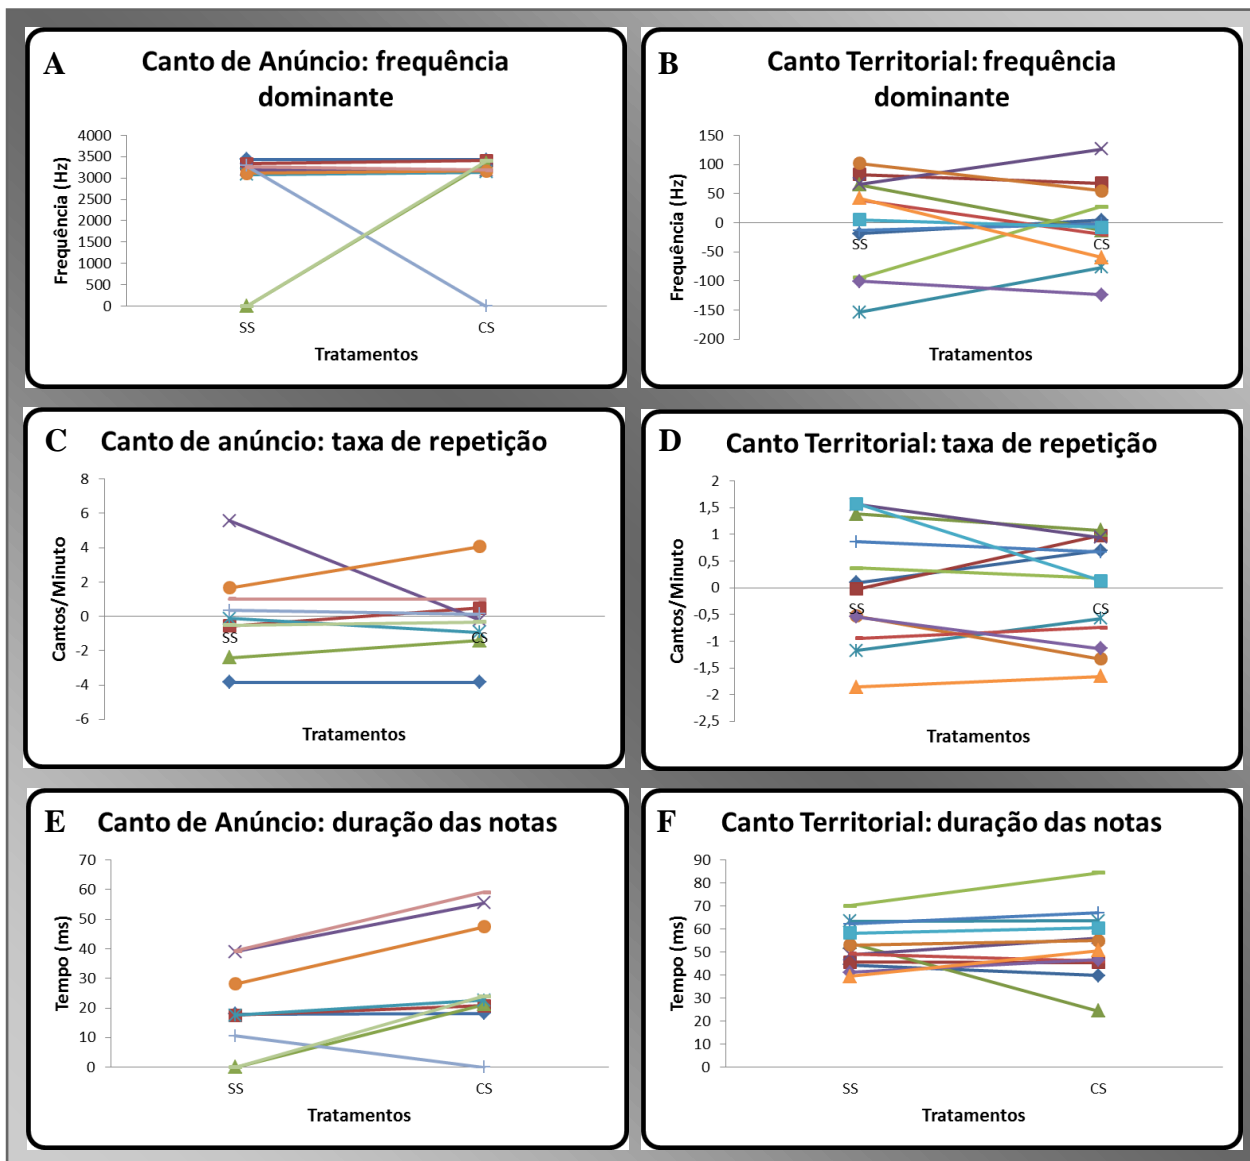 A
Canto de Anúncio: frequência
dominante
Frequência (Hz)
4000
3500
3000
2500
2000
1500
1000
500
0
SS
CS
Tratamentos
B
Canto Territorial: frequência
dominante
Frequência (Hz)
150
100
50
0
-50
-100
-150
-200
SS
CS
Tratamentos
C
Canto de anúncio: taxa de repetição
Cantos/Minuto
8
6
4
2
0
-2
-4
-6
SS
CS
Tratamentos
D
Canto Territorial: taxa de repetição
Cantos/Minuto
2
1,5
1
0,5
0
-0,5
-1
-1,5
-2
-2,5
SS
CS
Tratamentos
E
Canto de Anúncio: duração das notas
Tempo (ms)
70
60
50
40
30
20
10
0
SS
CS
Tratamentos
F
Canto Territorial: duração das notas
Tempo (ms)
90
80
70
60
50
40
30
20
10
0
SS
CS
Tratamentos